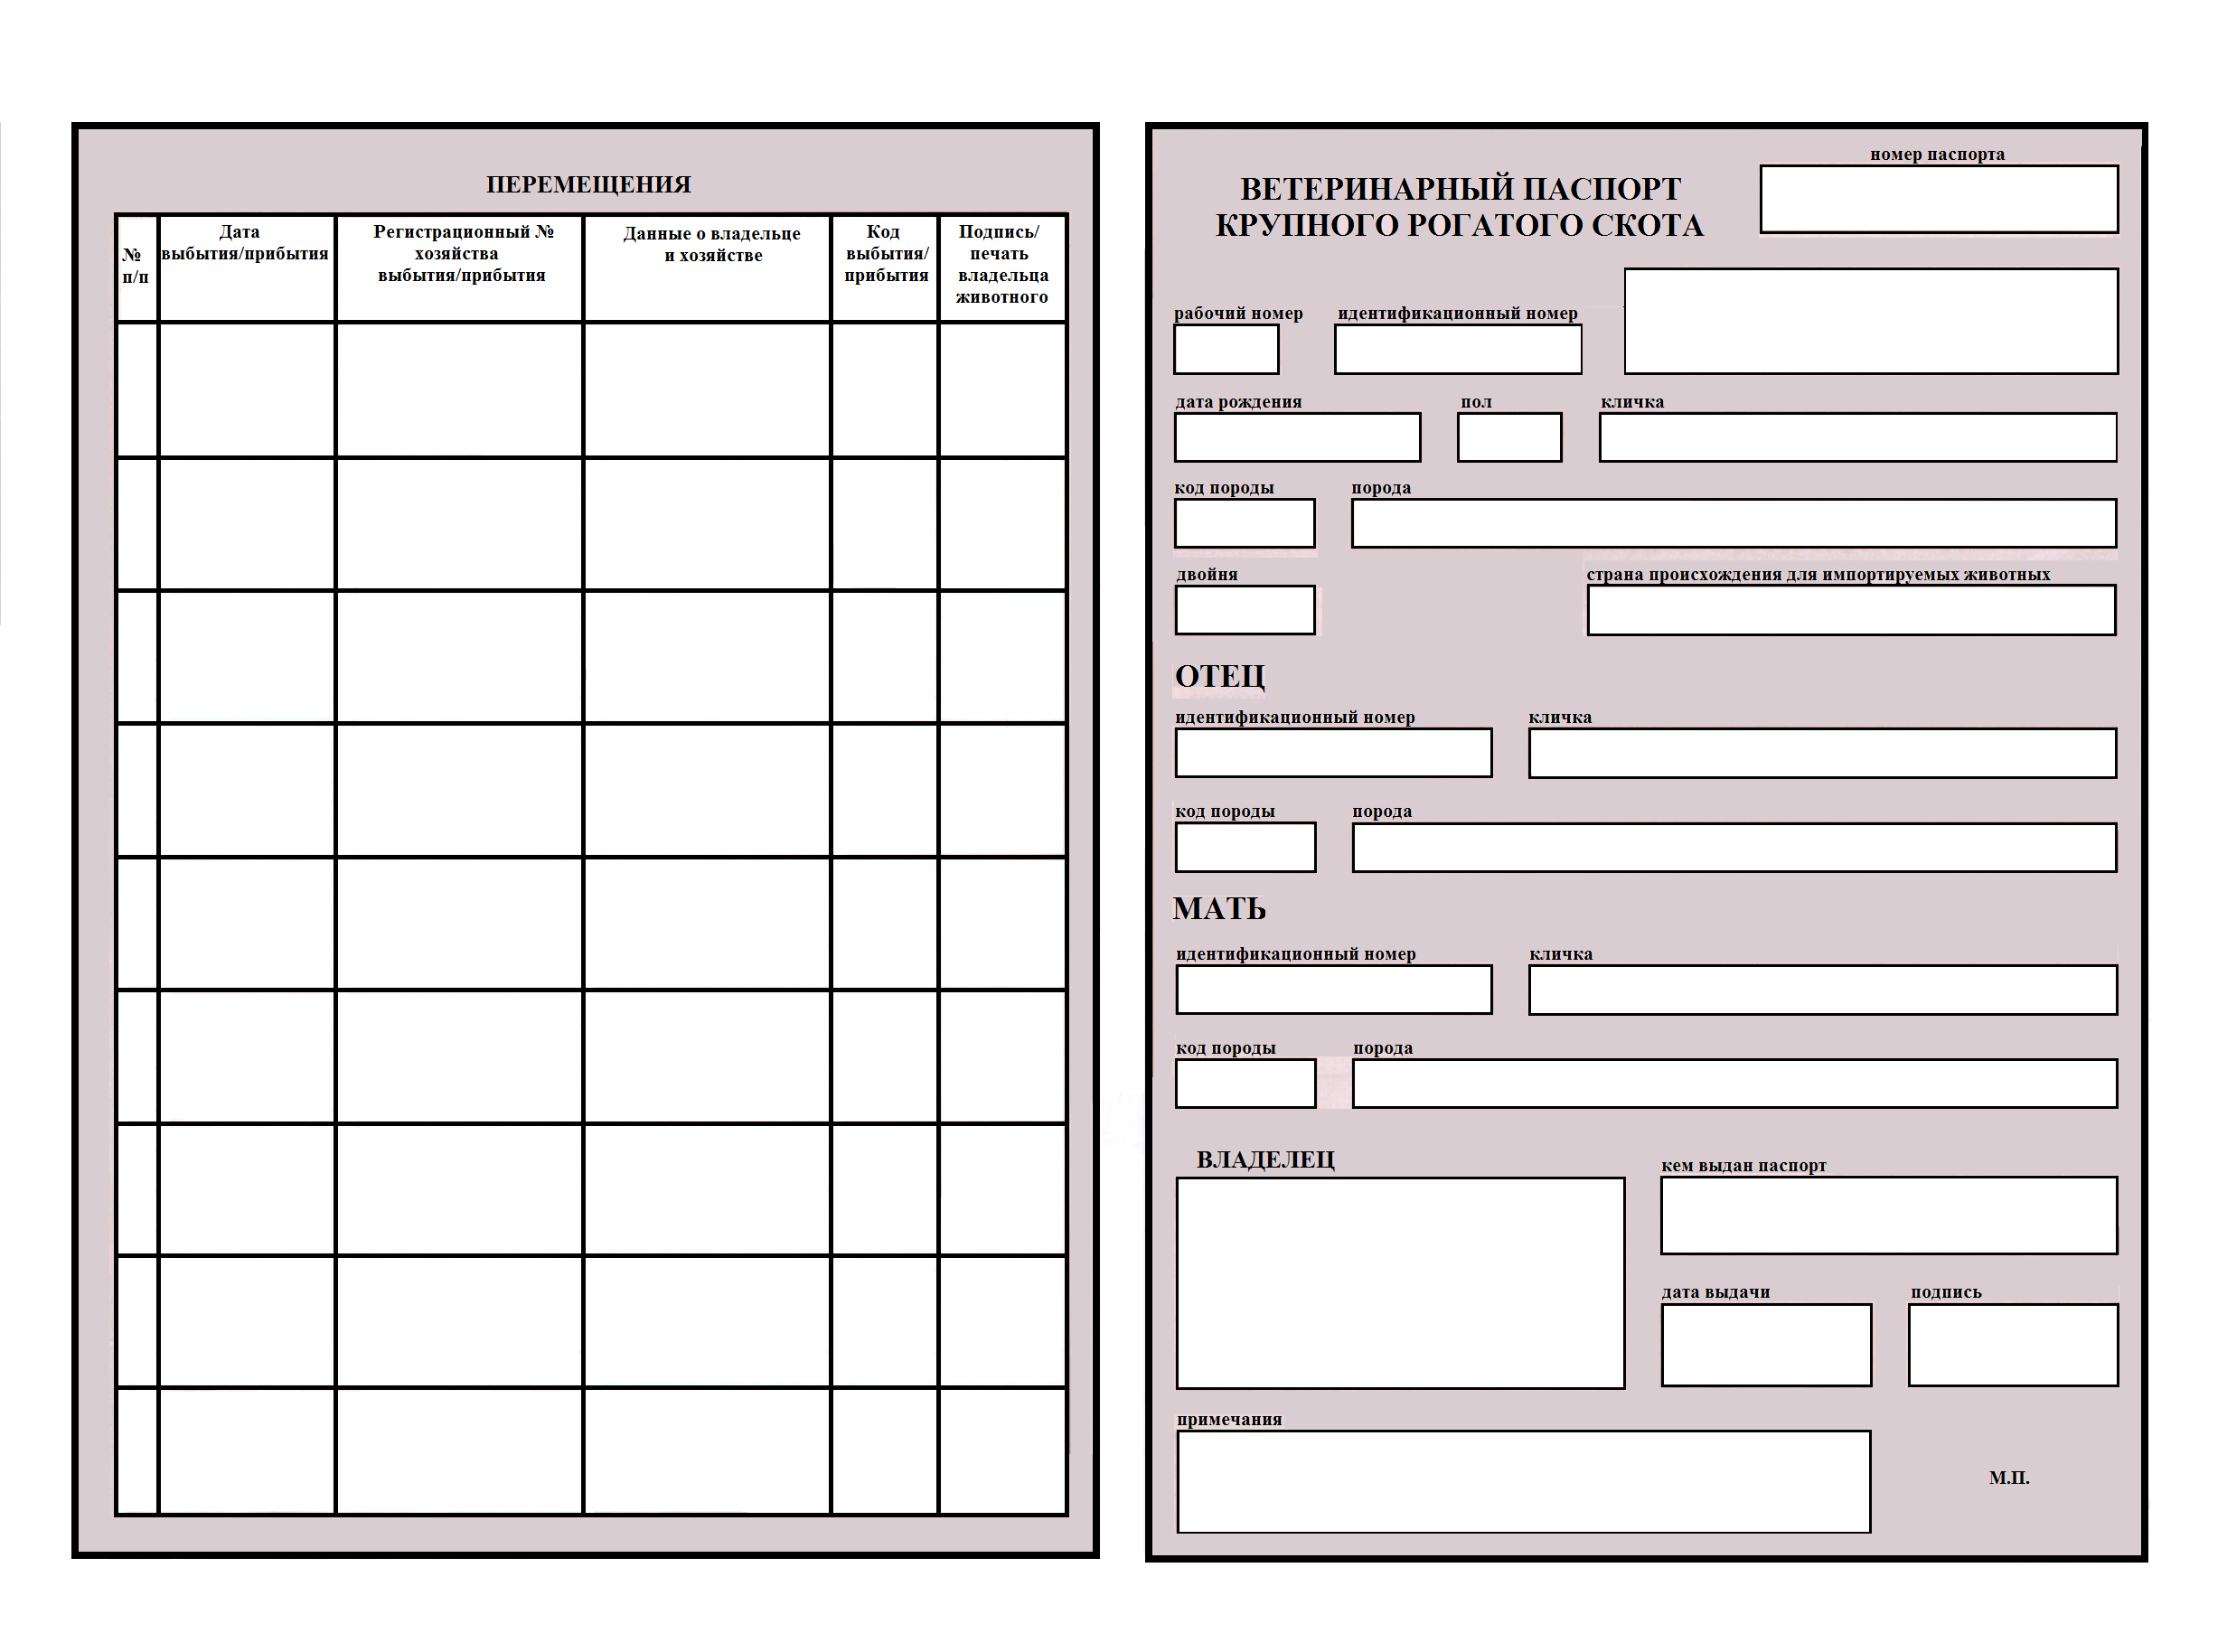 ПЕРЕМЕЩЕНИЯ
№
п/п
Дата
выбытия/прибытия
Регистрационный №
хозяйства
выбытия/прибытия
Данные о владельце
и хозяйстве
Код
выбытия/
прибытия
Подпись/
печать
владельца
животного
номер паспорта
ВЕТЕРИНАРНЫЙ ПАСПОРТ
КРУПНОГО РОГАТОГО СКОТА
рабочий номер
идентификационный номер
дата рождения
пол
кличка
код породы
порода
двойня
страна происхождения для импортируемых животных
ОТЕЦ
идентификационный номер
кличка
код породы
порода
МАТЬ
идентификационный номер
кличка
код породы
порода
ВЛАДЕЛЕЦ
кем выдан паспорт
дата выдачи
подпись
примечания
М.П.